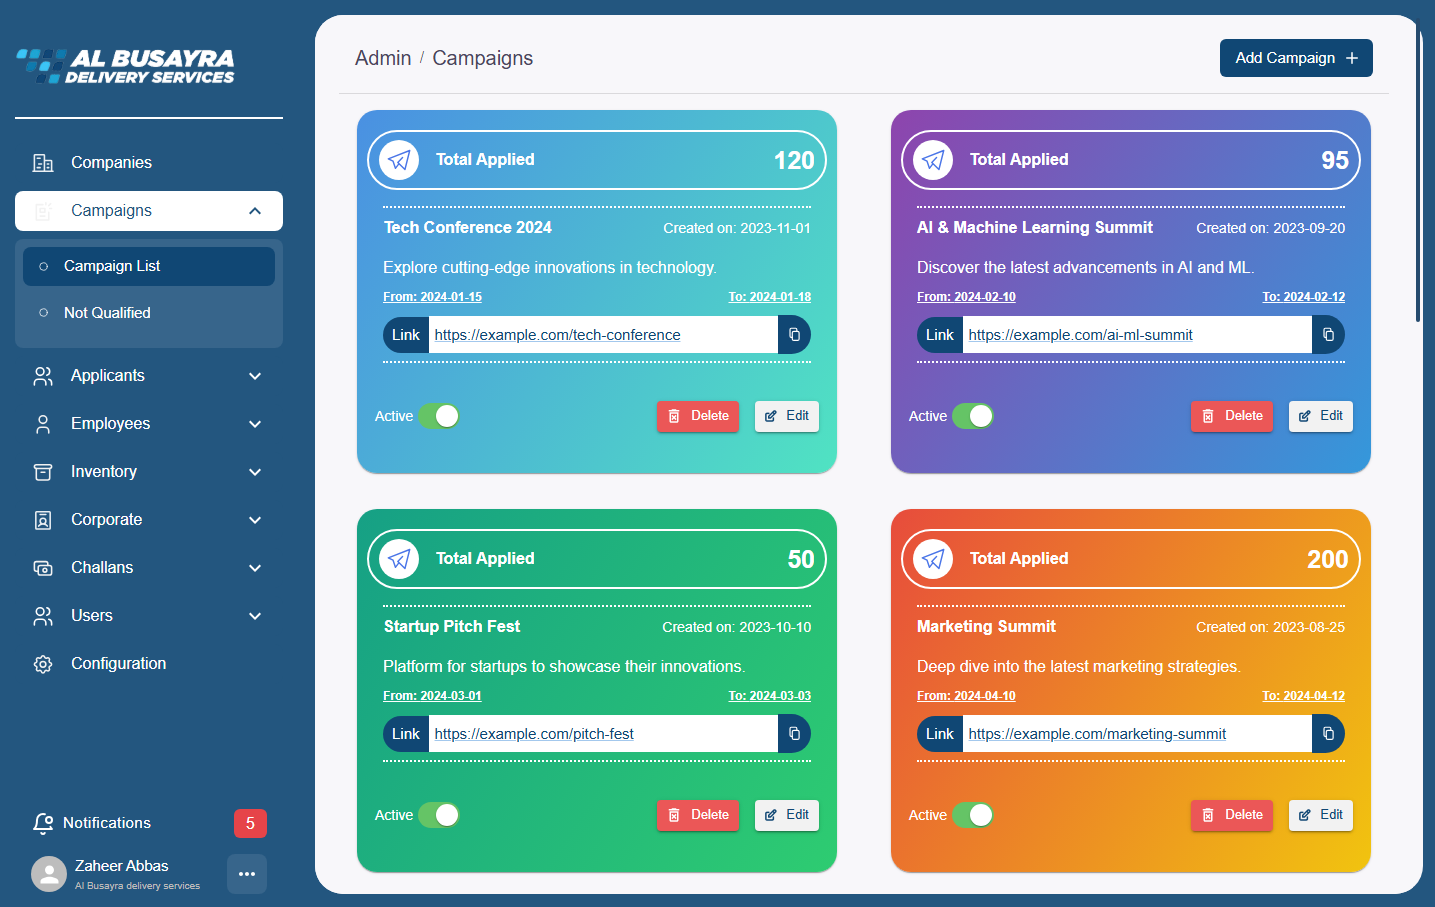 AL BUSAYRA
DELIVERY SERVICES
Companies
Campaigns
Campaign List
Not Qualified
Applicants
Employees
Inventory
Corporate
Challans
Users
Configuration
Notifications 5
Zaheer Abbas
Al Busayra delivery services
Admin / Campaigns
Add Campaign +
Total Applied 120
Tech Conference 2024 Created on: 2023-11-01
Explore cutting-edge innovations in technology.
From: 2024-01-15 To: 2024-01-18
Link https://example.com/tech-conference
Active Delete Edit
Total Applied 95
AI & Machine Learning Summit Created on: 2023-09-20
Discover the latest advancements in AI and ML.
From: 2024-02-10 To: 2024-02-12
Link https://example.com/ai-ml-summit
Active Delete Edit
Total Applied 50
Startup Pitch Fest Created on: 2023-10-10
Platform for startups to showcase their innovations.
From: 2024-03-01 To: 2024-03-03
Link https://example.com/pitch-fest
Active Delete Edit
Total Applied 200
Marketing Summit Created on: 2023-08-25
Deep dive into the latest marketing strategies.
From: 2024-04-10 To: 2024-04-12
Link https://example.com/marketing-summit
Active Delete Edit